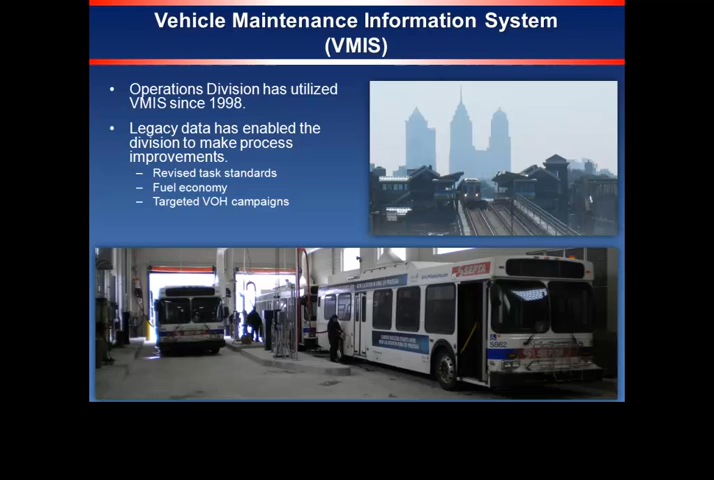 Vehicle Maintenance Information System
(VMIS)
• Operations Division has utilized
VMIS since 1998.
• Legacy data has enabled the
division to make process
improvements.
– Revised task standards
– Fuel economy
– Targeted VOH campaigns